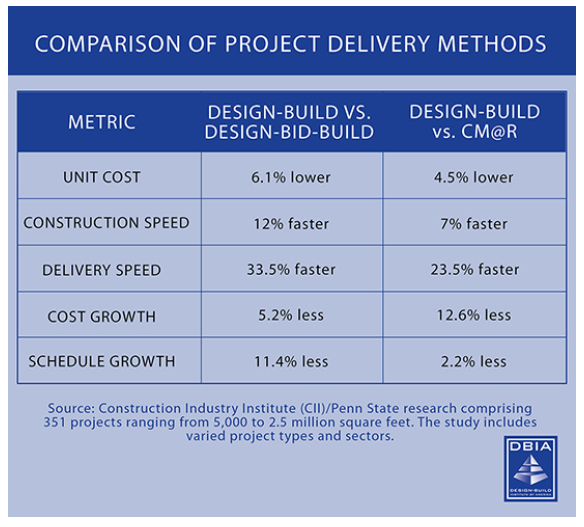 COMPARISON OF PROJECT DELIVERY METHODS
METRIC
DESIGN-BUILD VS.
DESIGN-BID-BUILD
DESIGN-BUILD
vs. CM@R
UNIT COST
6.1% lower
4.5% lower
CONSTRUCTION SPEED
12% faster
7% faster
DELIVERY SPEED
33.5% faster
23.5% faster
COST GROWTH
5.2% less
12.6% less
SCHEDULE GROWTH
11.4% less
2.2% less
Source: Construction Industry Institute (CII)/Penn State research comprising
351 projects ranging from 5,000 to 2.5 million square feet. The study includes
varied project types and sectors.
DBIA
DESIGN-BUILD
INSTITUTE OF AMERICA